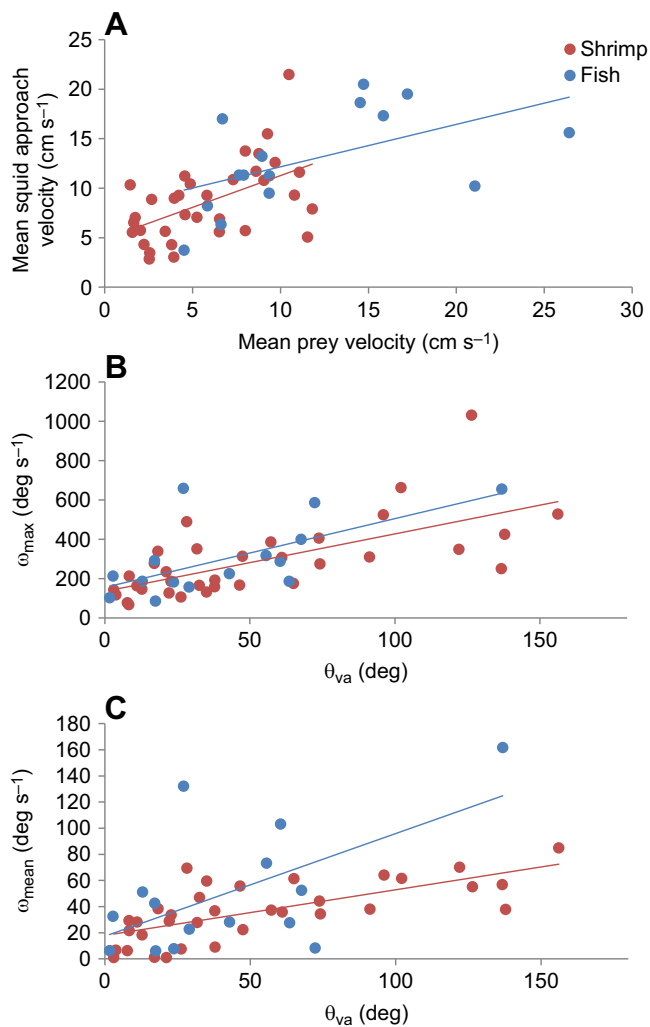 A
Mean squid approach
velocity (cm s⁻¹)
25
20
15
10
5
0
0 5 10 15 20 25 30
Mean prey velocity (cm s⁻¹)
Shrimp
Fish
B
ωmax (deg s⁻¹)
1200
1000
800
600
400
200
0
0 50 100 150
θva (deg)
C
ωmean (deg s⁻¹)
180
160
140
120
100
80
60
40
20
0
0 50 100 150
θva (deg)